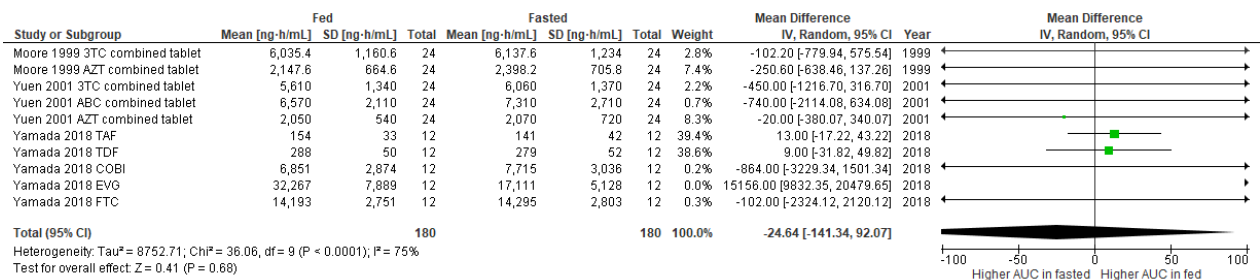 Fed Fasted Mean Difference Mean Difference
Study or Subgroup Mean [ng·h/mL] SD [ng·h/mL] Total Mean [ng·h/mL] SD [ng·h/mL] Total Weight IV, Random, 95% CI Year IV, Random, 95% CI
Moore 1999 3TC combined tablet 6,035.4 1,160.6 24 6,137.6 1,234 24 2.8% -102.20 [-779.94, 575.54] 1999
Moore 1999 AZT combined tablet 2,147.6 664.6 24 2,398.2 705.8 24 7.4% -250.60 [-638.46, 137.26] 1999
Yuen 2001 3TC combined tablet 5,610 1,340 24 6,060 1,370 24 2.2% -450.00 [-1216.70, 316.70] 2001
Yuen 2001 ABC combined tablet 6,570 2,110 24 7,310 2,710 24 0.7% -740.00 [-2114.08, 634.08] 2001
Yuen 2001 AZT combined tablet 2,050 540 24 2,070 720 24 8.3% -20.00 [-380.07, 340.07] 2001
Yamada 2018 TAF 154 33 12 141 42 12 39.4% 13.00 [-17.22, 43.22] 2018
Yamada 2018 TDF 288 50 12 279 52 12 38.6% 9.00 [-31.82, 49.82] 2018
Yamada 2018 COBI 6,851 2,874 12 7,715 3,036 12 0.2% -864.00 [-3229.34, 1501.34] 2018
Yamada 2018 EVG 32,267 7,889 12 17,111 5,128 12 0.0% 15156.00 [9832.35, 20479.65] 2018
Yamada 2018 FTC 14,193 2,751 12 14,295 2,803 12 0.3% -102.00 [-2324.12, 2120.12] 2018
Total (95% CI) 180 180 100.0% -24.64 [-141.34, 92.07]
Heterogeneity: Tau² = 8752.71; Chi² = 36.06, df = 9 (P < 0.0001); I² = 75%
Test for overall effect: Z = 0.41 (P = 0.68)
-100 -50 0 50 100
Higher AUC in fasted Higher AUC in fed